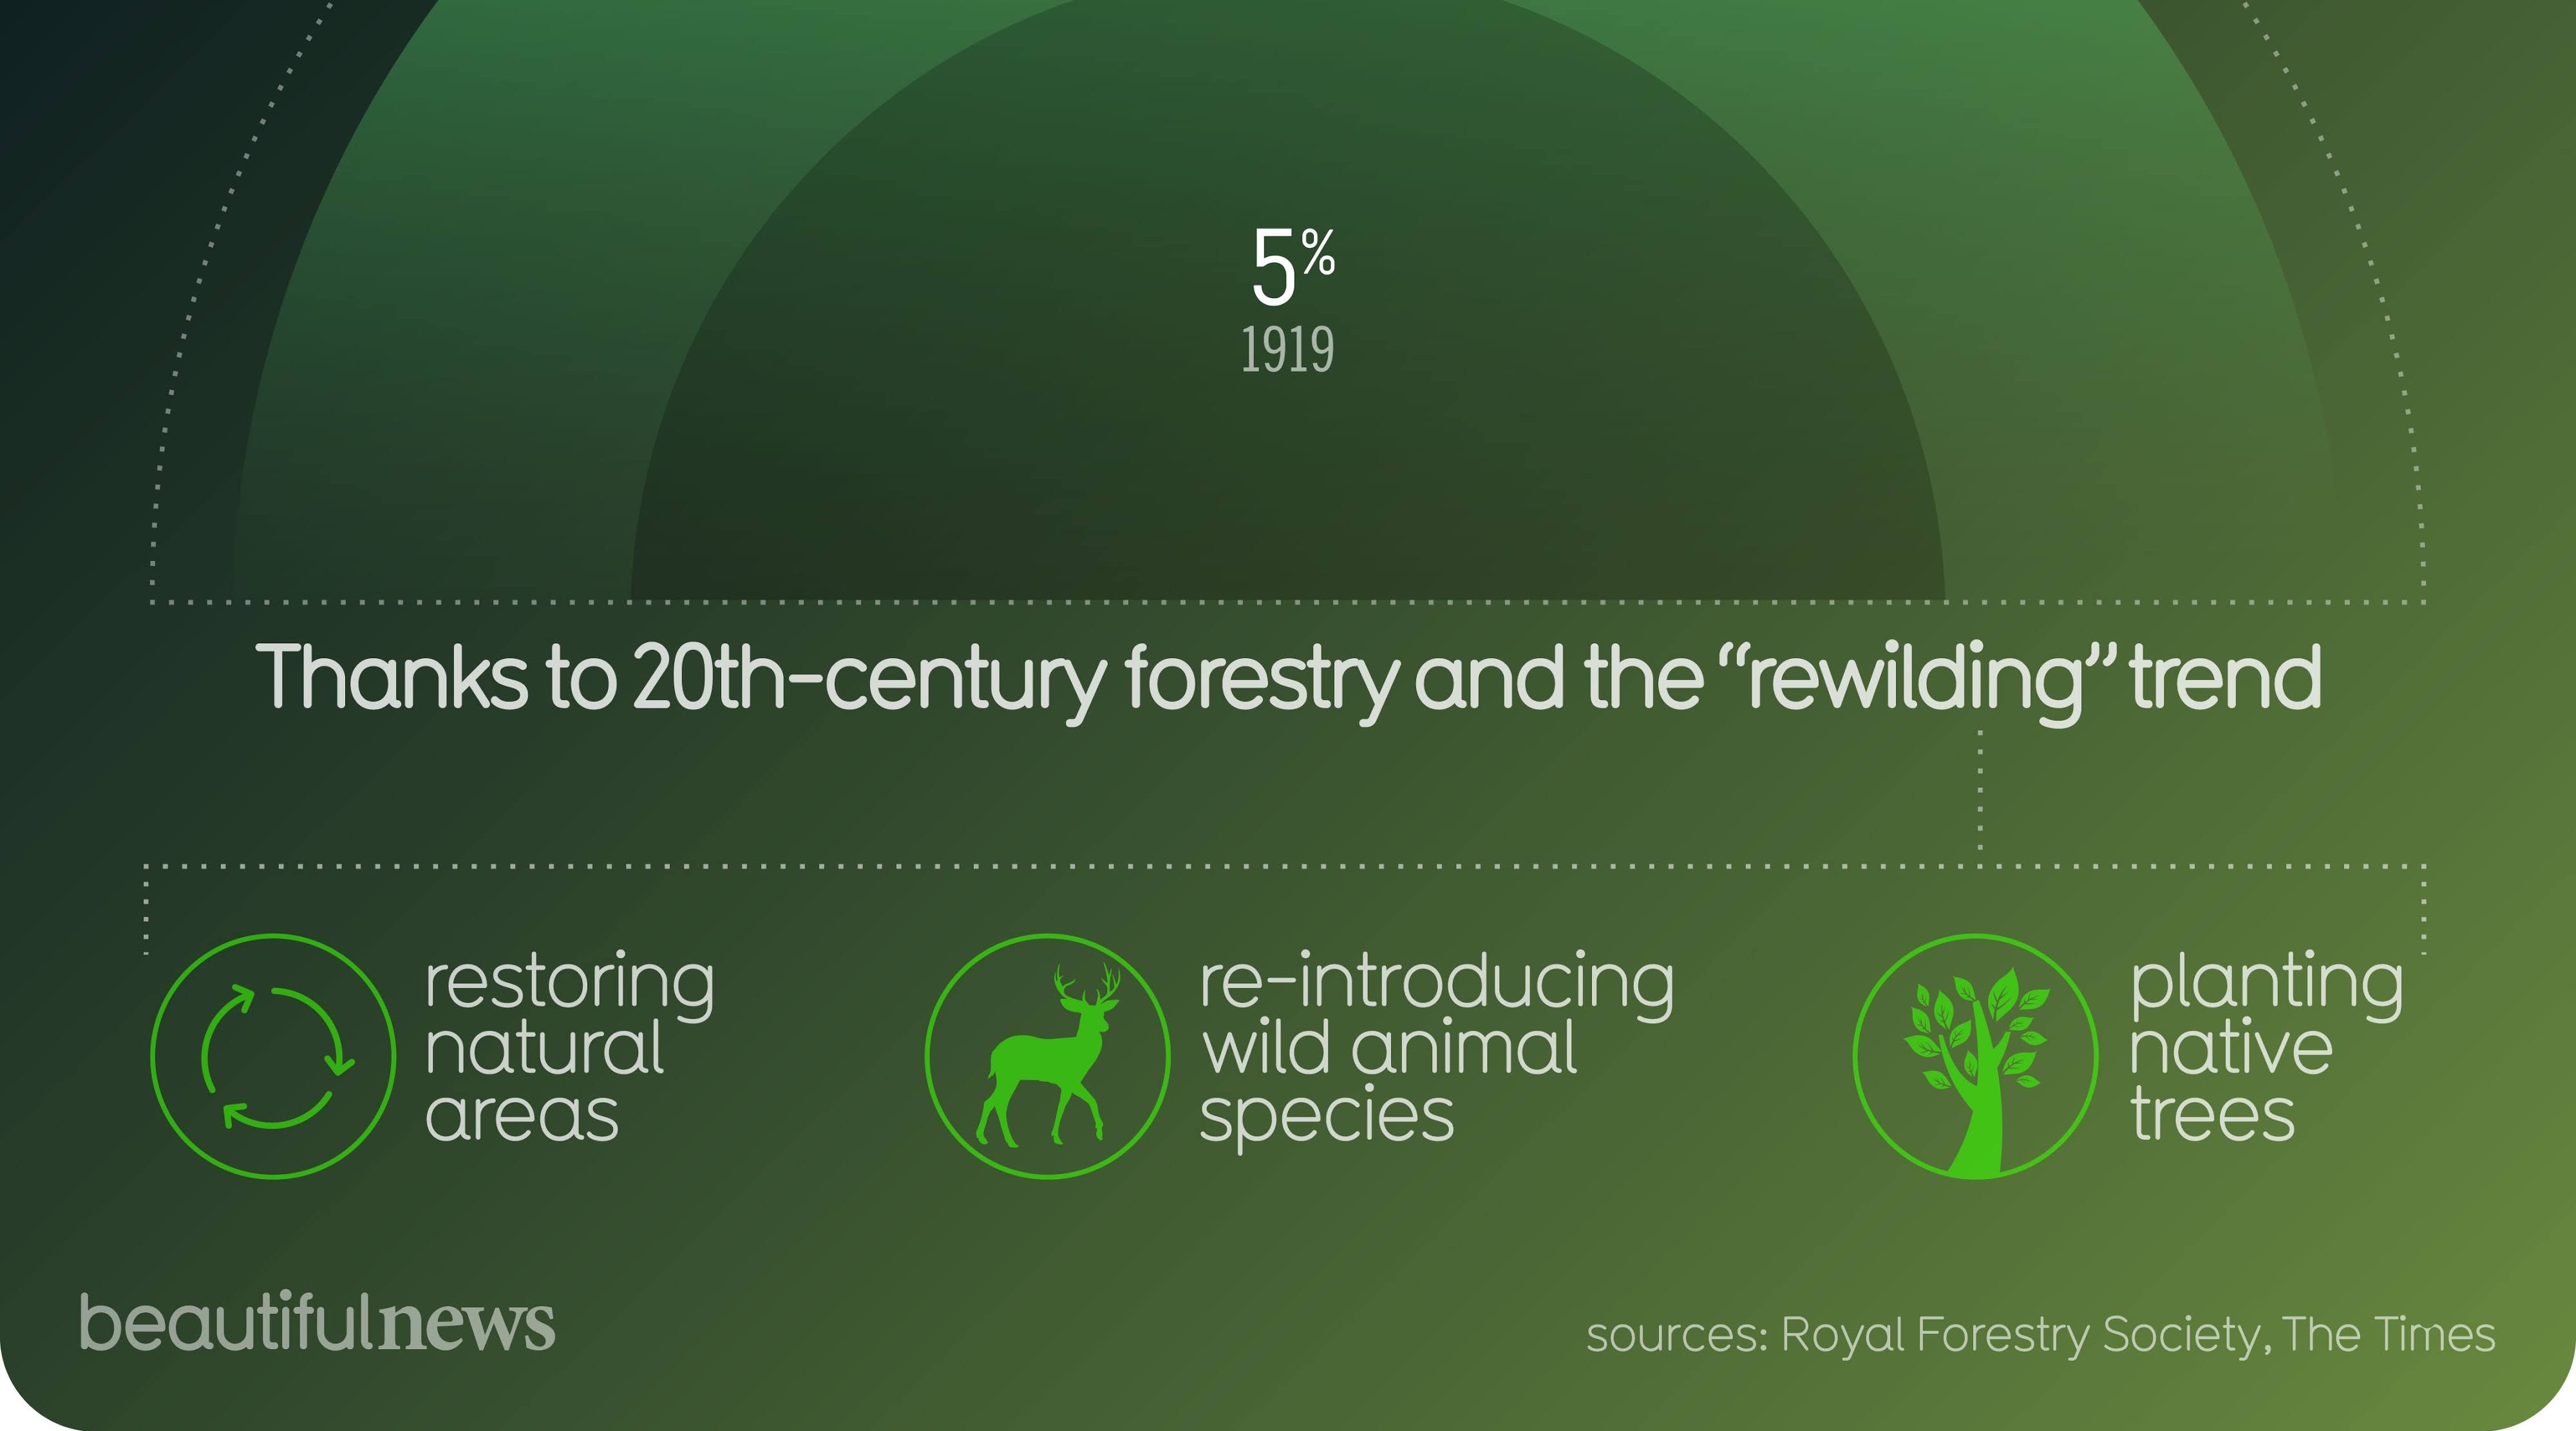 5%
1919
Thanks to 20th-century forestry and the “rewilding” trend
restoring
natural
areas
re-introducing
wild animal
species
planting
native
trees
beautifulnews
sources: Royal Forestry Society, The Times